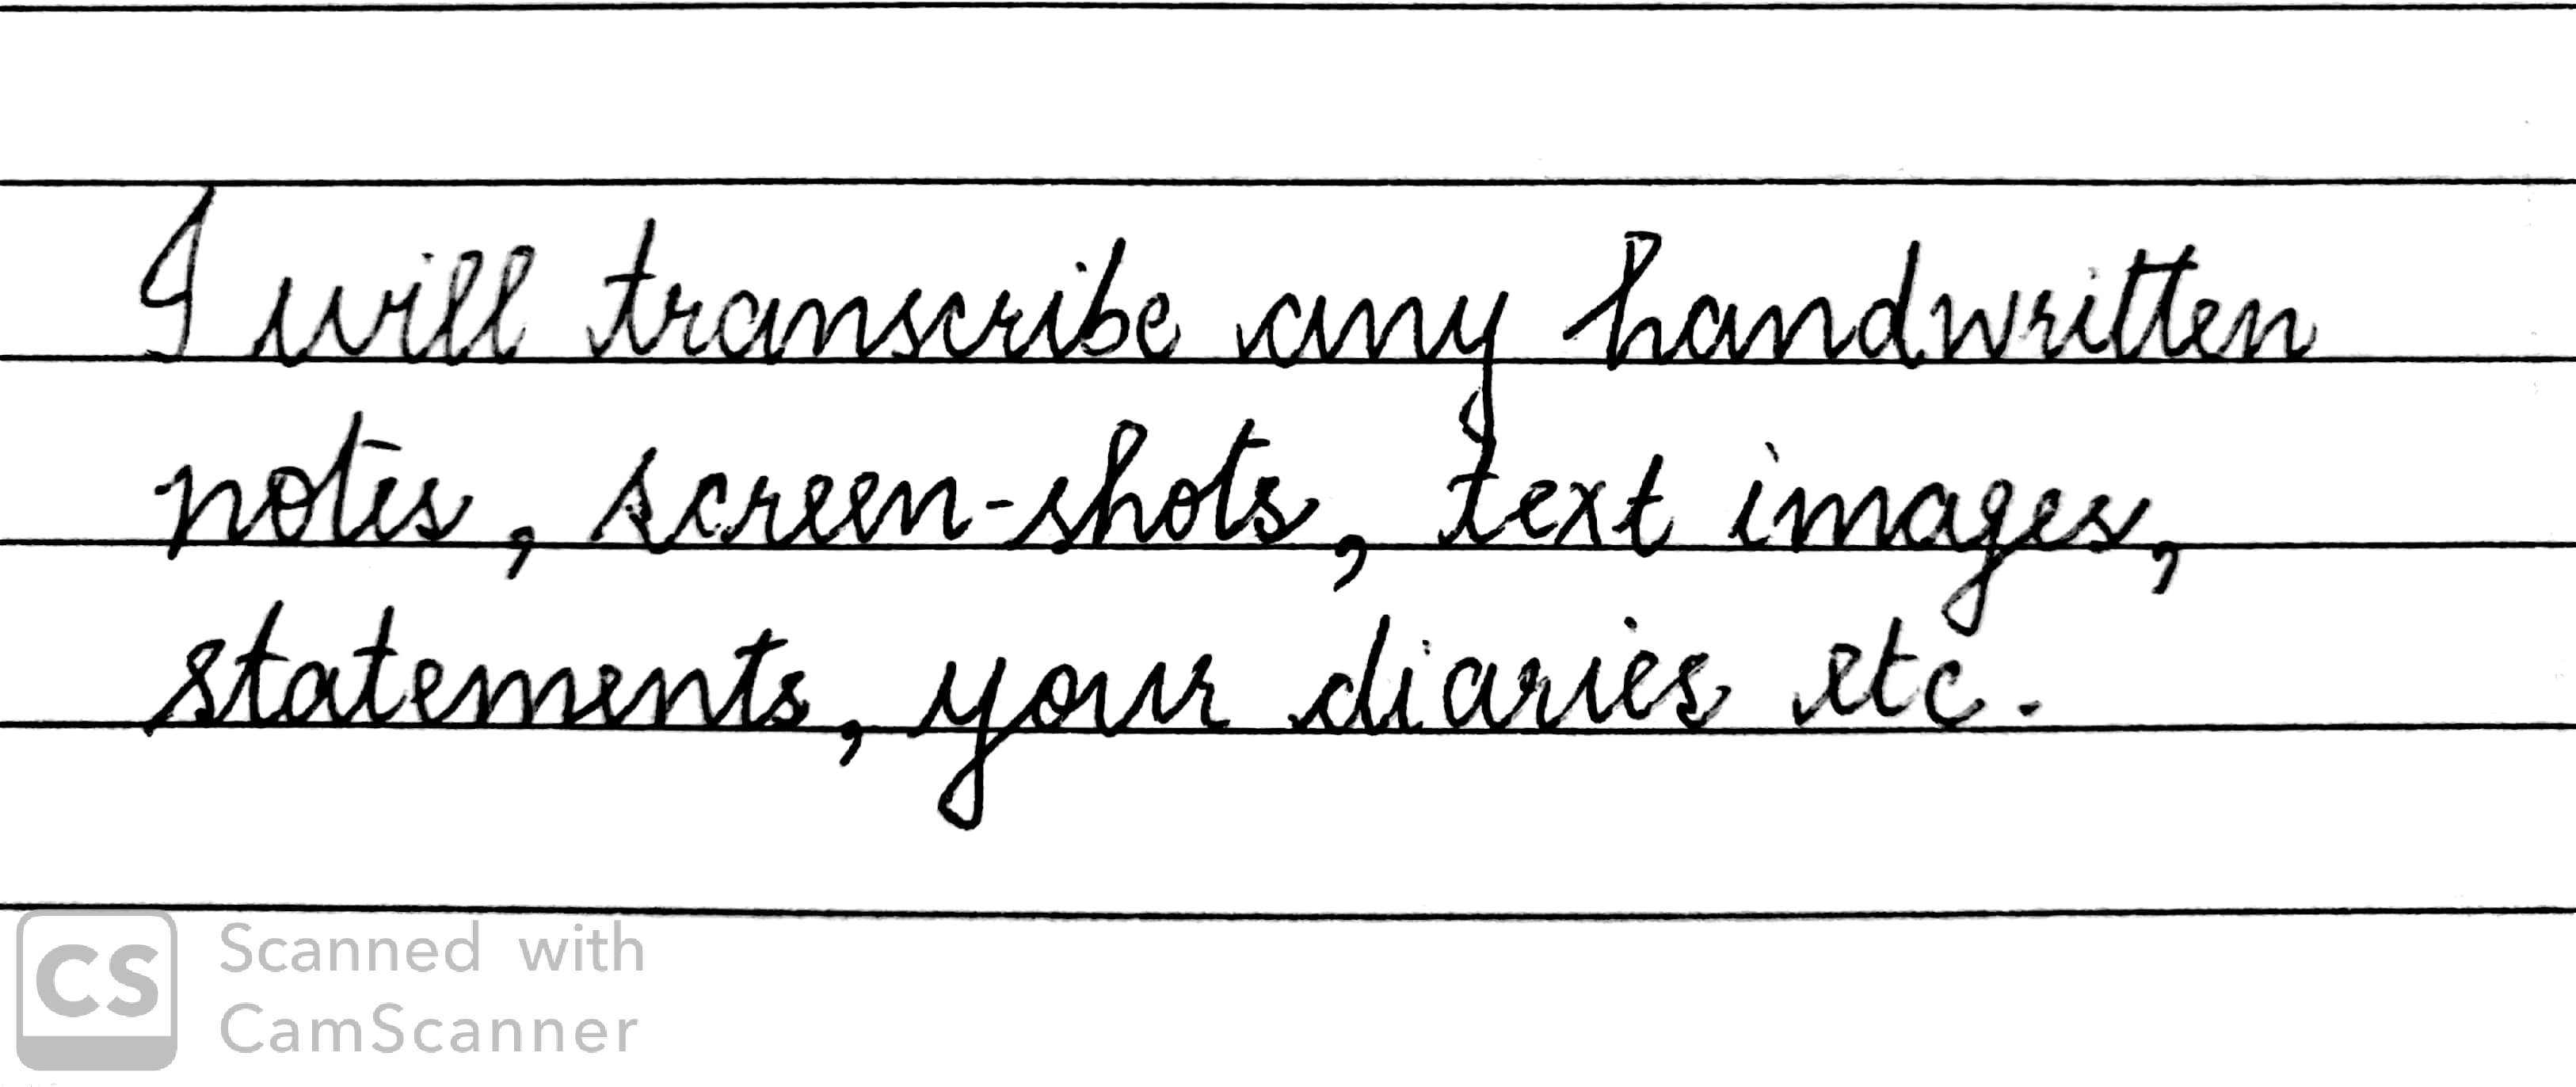 I will transcribe any handwritten
notes, screen-shots, text images,
statements, your diaries etc.
CS
Scanned with
CamScanner